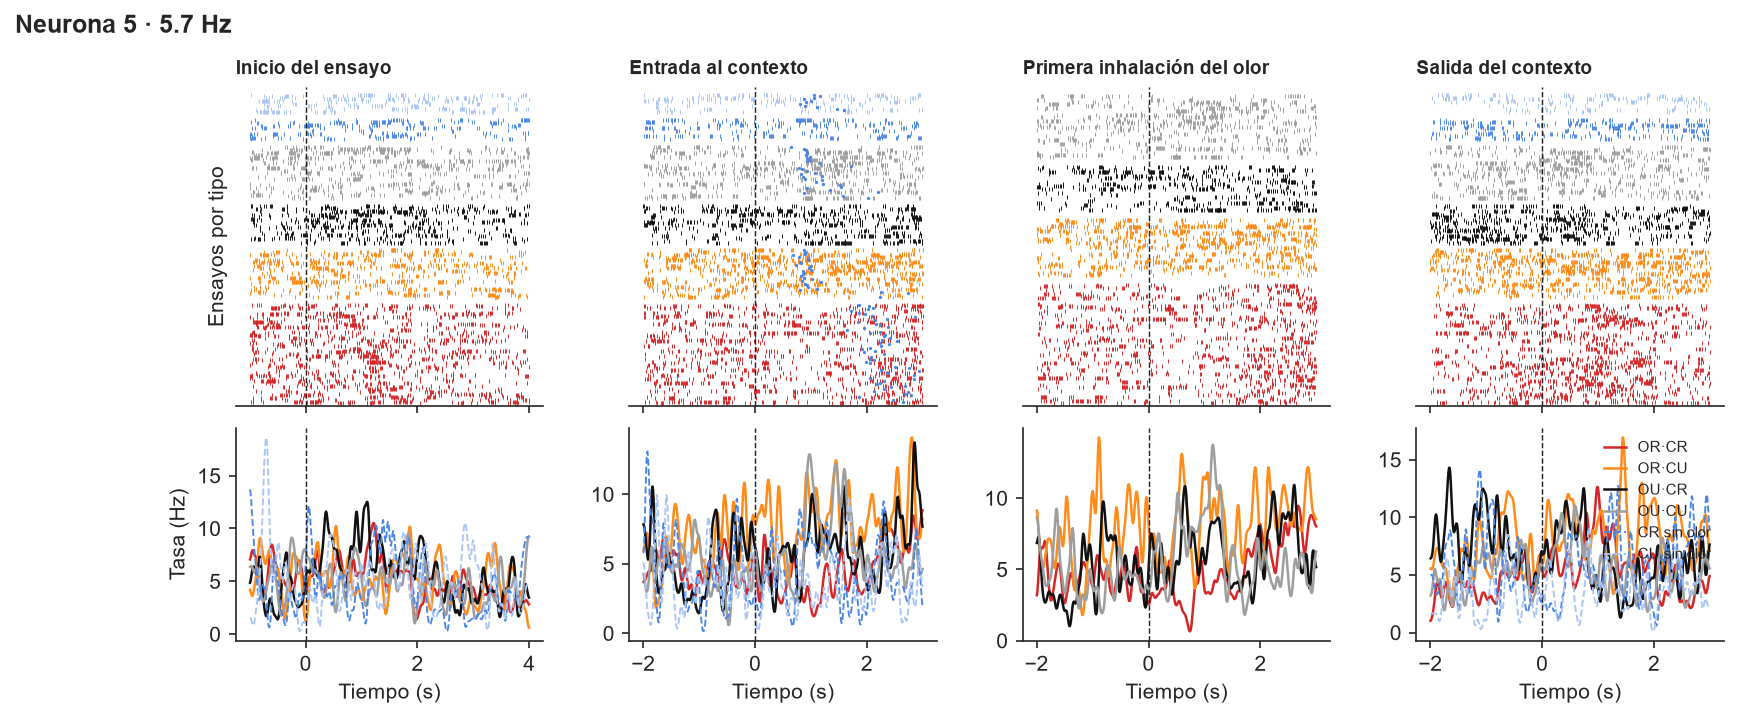 Neurona 5 · 5.7 Hz
Inicio del ensayo
Entrada al contexto
Primera inhalación del olor
Salida del contexto
Ensayos por tipo
Tasa (Hz)
15
10
5
0
0
2
4
Tiempo (s)
10
5
0
−2
0
2
Tiempo (s)
10
5
0
−2
0
2
Tiempo (s)
15
10
5
0
−2
0
2
Tiempo (s)
OR·CR
OR·CU
OU·CR
OU·CU
CR sin olor
CU sin olor